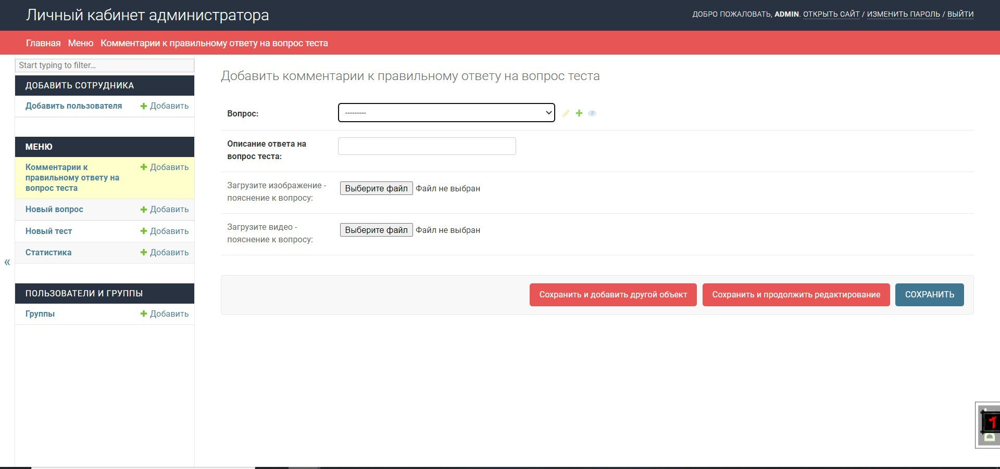 Личный кабинет администратора
ДОБРО ПОЖАЛОВАТЬ, ADMIN. ОТКРЫТЬ САЙТ / ИЗМЕНИТЬ ПАРОЛЬ / ВЫЙТИ
Главная Меню Комментарии к правильному ответу на вопрос теста
Start typing to filter...
ДОБАВИТЬ СОТРУДНИКА
Добавить пользователя Добавить
МЕНЮ
Комментарии к Добавить
правильному ответу на
вопрос теста
Новый вопрос Добавить
Новый тест Добавить
Статистика Добавить
«
ПОЛЬЗОВАТЕЛИ И ГРУППЫ
Группы Добавить
Добавить комментарии к правильному ответу на вопрос теста
Вопрос: ---------
Описание ответа на
вопрос теста:
Загрузите изображение - Выберите файл Файл не выбран
пояснение к вопросу:
Загрузите видео - Выберите файл Файл не выбран
пояснение к вопросу:
Сохранить и добавить другой объект Сохранить и продолжить редактирование СОХРАНИТЬ
1